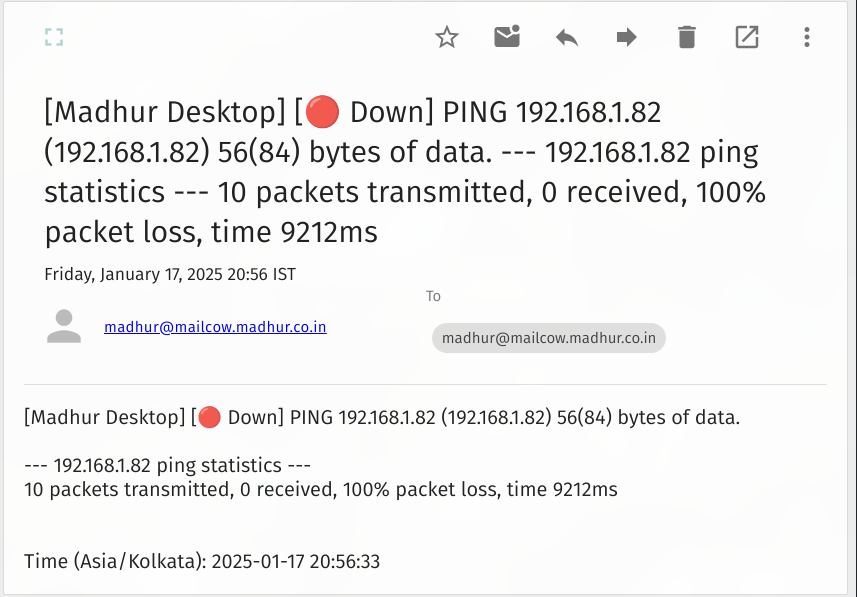 [Madhur Desktop] [🔴 Down] PING 192.168.1.82
(192.168.1.82) 56(84) bytes of data. --- 192.168.1.82 ping
statistics --- 10 packets transmitted, 0 received, 100%
packet loss, time 9212ms
Friday, January 17, 2025 20:56 IST
To
madhur@mailcow.madhur.co.in
madhur@mailcow.madhur.co.in
[Madhur Desktop] [🔴 Down] PING 192.168.1.82 (192.168.1.82) 56(84) bytes of data.
--- 192.168.1.82 ping statistics ---
10 packets transmitted, 0 received, 100% packet loss, time 9212ms
Time (Asia/Kolkata): 2025-01-17 20:56:33